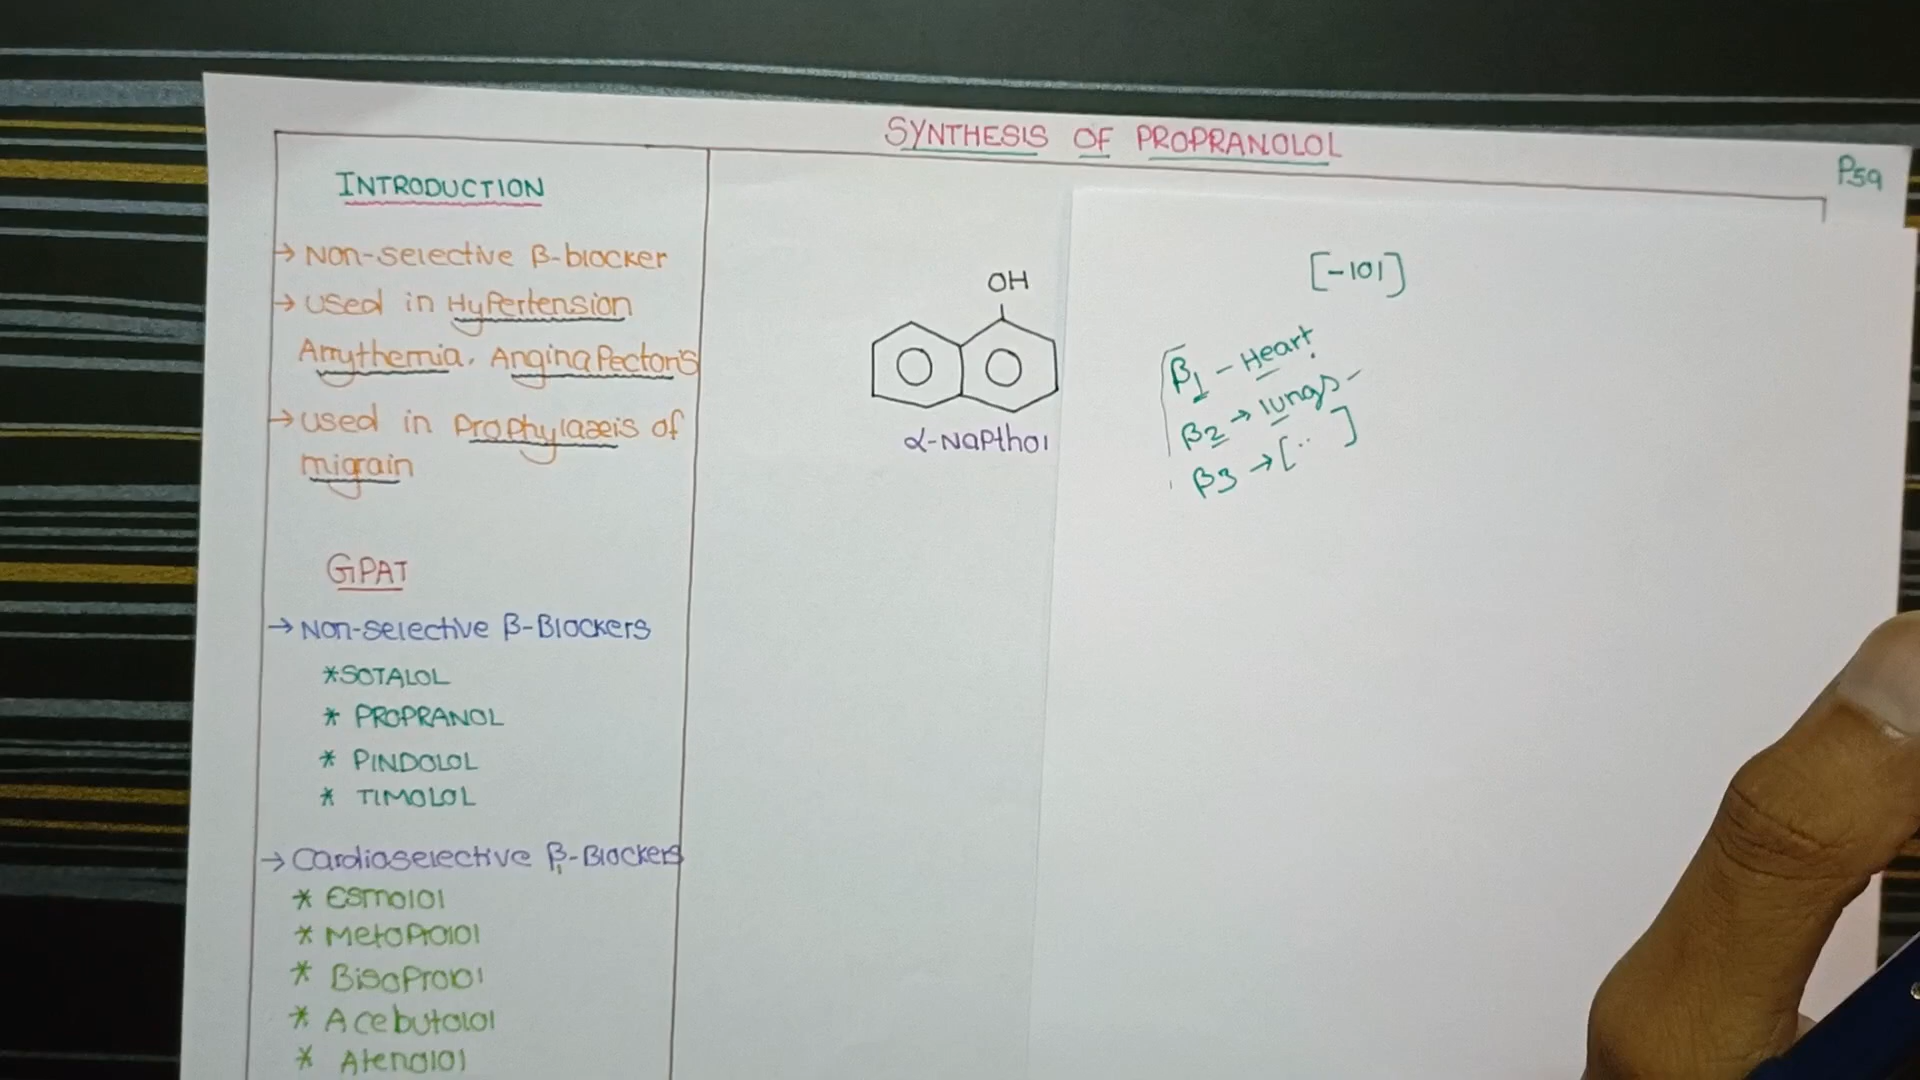 SYNTHESIS OF PROPRANOLOL
P59
INTRODUCTION
→ Non-selective β-blocker
→ used in Hypertension
Arrythemia, Angina Pectoris
→ used in Prophylaxeis of
migrain
GPAT
→ Non-selective β-Blockers
* SOTALOL
* PROPRANOL
* PINDOLOL
* TIMOLOL
→ Cardioselective β1-Blockers
* Esmolol
* Metoprolol
* Bisoprolol
* Acebutolol
* Atenolol
OH
α-Napthol
[-lol]
β1 - Heart
β2 → lungs -
β3 → [.. ]